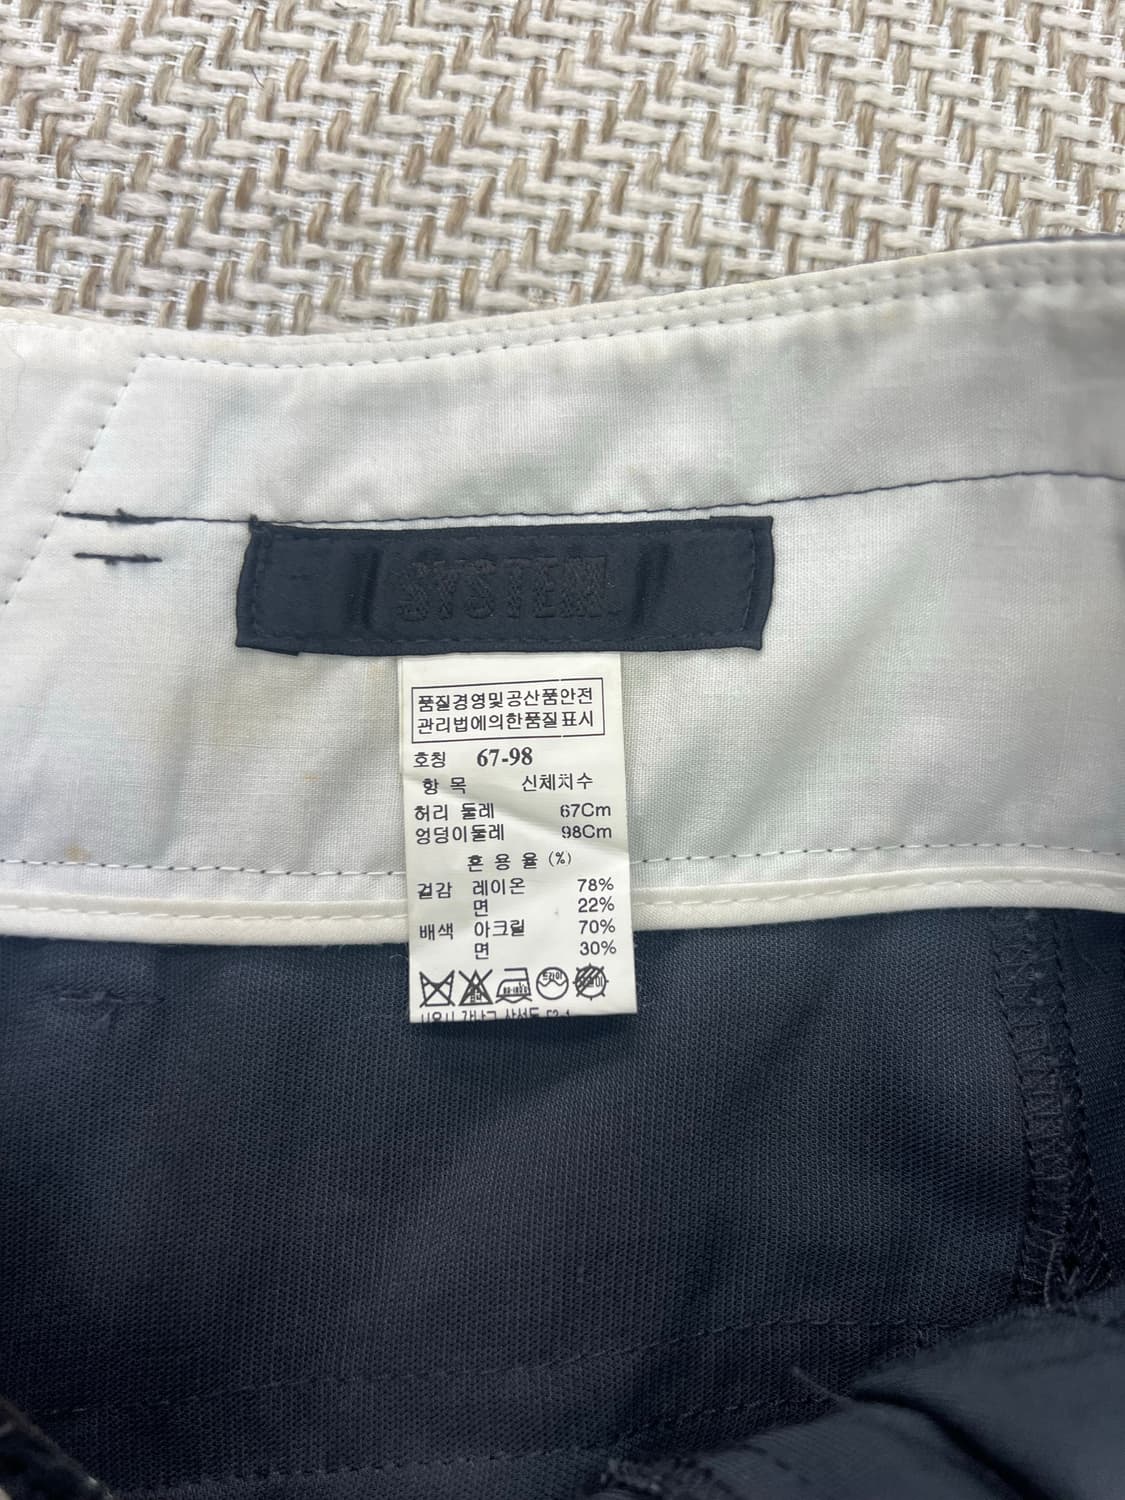 SYSTEM
품질경영및공산품안전
관리법에의한품질표시
호칭 67-98
항 목 신체치수
허리 둘레 67Cm
엉덩이둘레 98Cm
혼 용 율 (%)
겉감 레이온 78%
면 22%
배색 아크릴 70%
면 30%
드라이